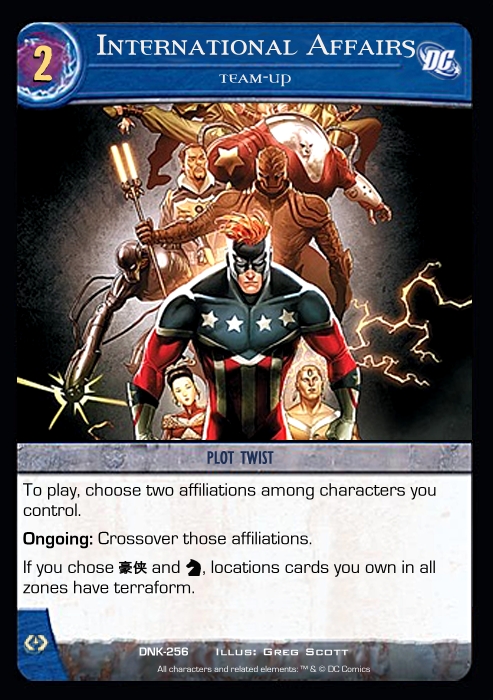 2
INTERNATIONAL AFFAIRS
DC
TEAM-UP
PLOT TWIST
To play, choose two affiliations among characters you
control.
Ongoing: Crossover those affiliations.
If you chose 豪侠 and ♞, locations cards you own in all
zones have terraform.
DNK-256 ILLUS: GREG SCOTT
All characters and related elements: ™ & © DC Comics